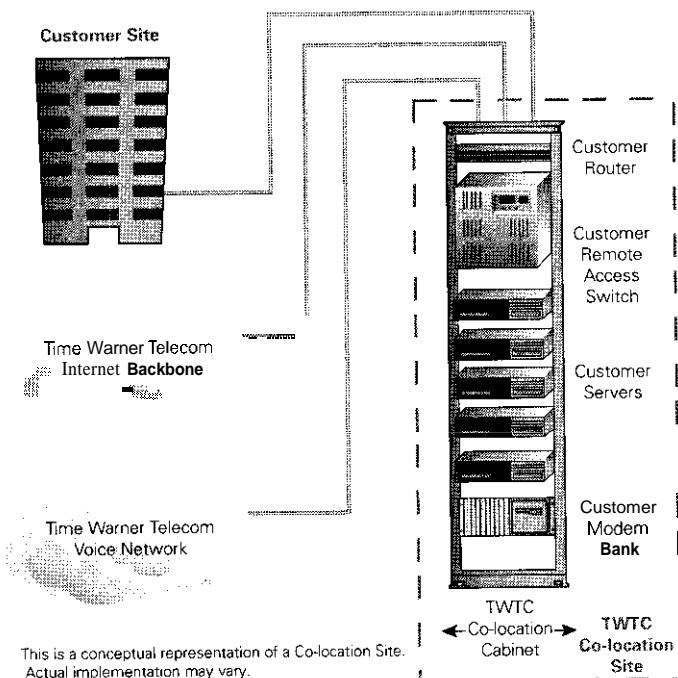 Customer Site
Customer
Router
Customer
Remote
Access
Switch
Time Warner Telecom
Internet Backbone
Customer
Servers
Time Warner Telecom
Voice Network
Customer
Modem
Bank
TWTC
Co-location
Cabinet
TWTC
Co-location
Site
This is a conceptual representation of a Co-location Site.
Actual implementation may vary.